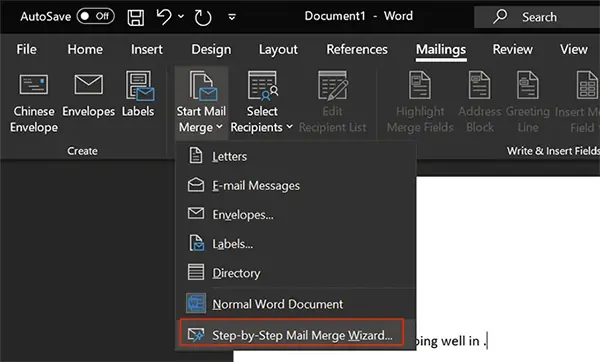 AutoSave Off Document1 - Word Search
File Home Insert Design Layout References Mailings Review View
Chinese Envelopes Labels Start Mail Select Edit Highlight Address Greeting Insert
Envelope Merge Recipients Recipient List Merge Fields Block Line Field
Create Write & Insert Fields
Letters
E-mail Messages
Envelopes...
Labels...
Directory
Normal Word Document
Step-by-Step Mail Merge Wizard...
well in .